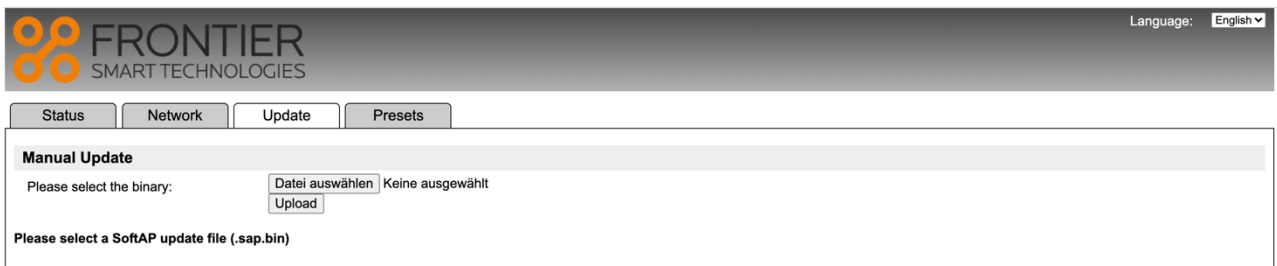 Language: English
FRONTIER
SMART TECHNOLOGIES
Status Network Update Presets
Manual Update
Please select the binary: Datei auswählen Keine ausgewählt
Upload
Please select a SoftAP update file (.sap.bin)